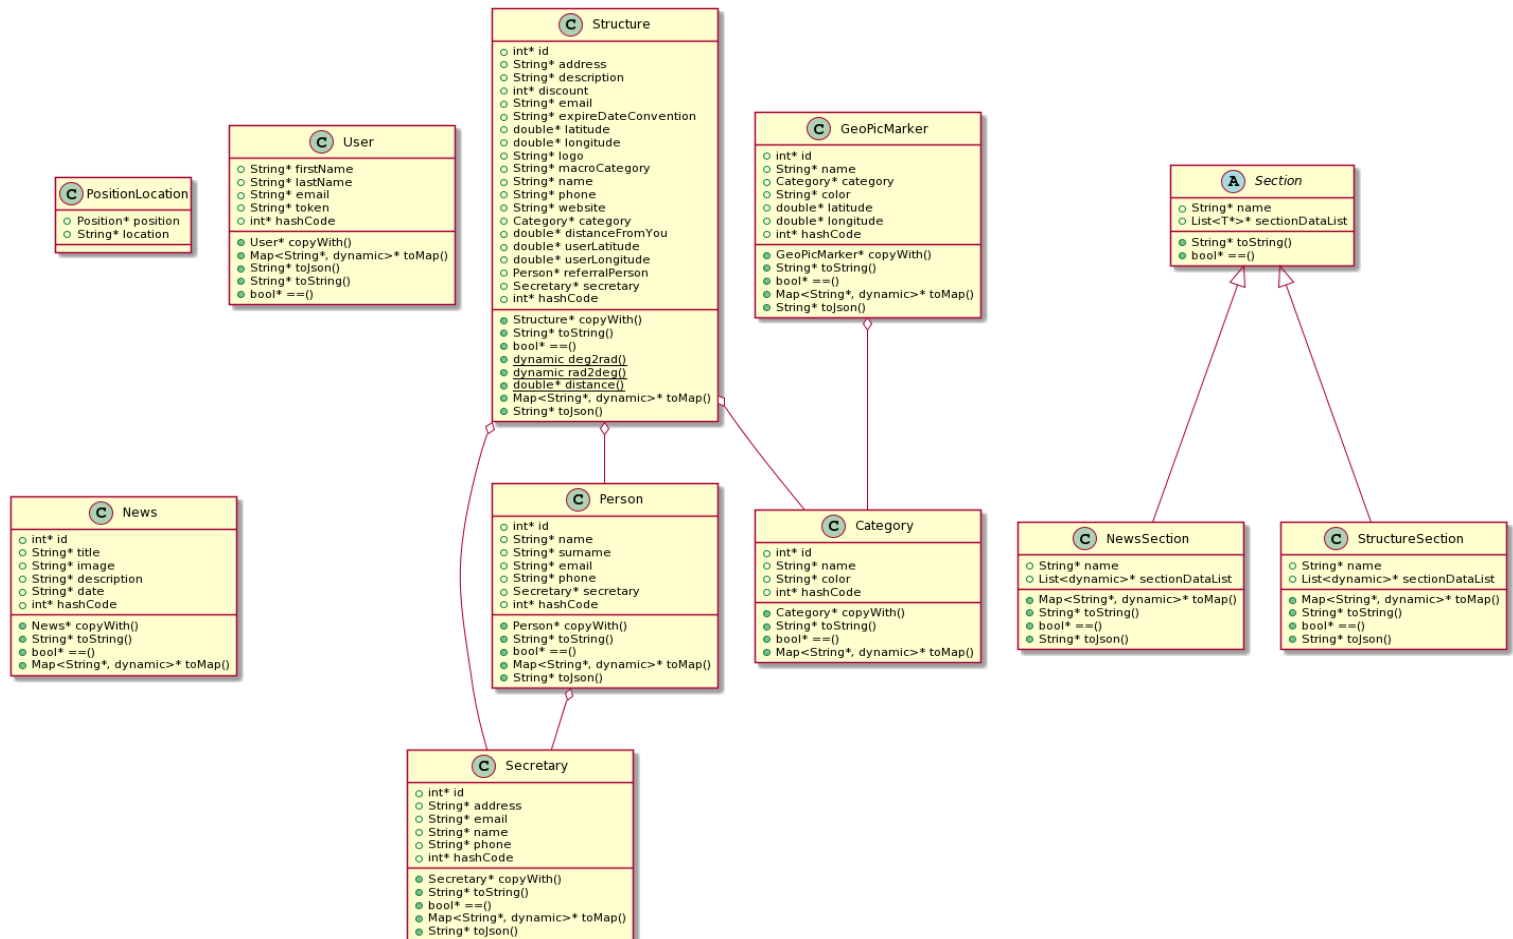 C Structure
int* id
String* address
String* description
int* discount
String* email
String* expireDateConvention
double* latitude
double* longitude
String* logo
String* macroCategory
String* name
String* phone
String* website
Category* category
double* distanceFromYou
double* userLatitude
double* userLongitude
Person* referralPerson
Secretary* secretary
int* hashCode
Structure* copyWith()
String* toString()
bool* ==()
dynamic deg2rad()
dynamic rad2deg()
double* distance()
Map<String*, dynamic>* toMap()
String* toJson()
C GeoPicMarker
int* id
String* name
Category* category
String* color
double* latitude
double* longitude
int* hashCode
GeoPicMarker* copyWith()
String* toString()
bool* ==()
Map<String*, dynamic>* toMap()
String* toJson()
C User
String* firstName
String* lastName
String* email
String* token
int* hashCode
User* copyWith()
Map<String*, dynamic>* toMap()
String* toJson()
String* toString()
bool* ==()
A Section
String* name
List<T*>* sectionDataList
String* toString()
bool* ==()
C PositionLocation
Position* position
String* location
C News
int* id
String* title
String* image
String* description
String* date
int* hashCode
News* copyWith()
String* toString()
bool* ==()
Map<String*, dynamic>* toMap()
C Person
int* id
String* name
String* surname
String* email
String* phone
Secretary* secretary
int* hashCode
Person* copyWith()
String* toString()
bool* ==()
Map<String*, dynamic>* toMap()
String* toJson()
C Category
int* id
String* name
String* color
int* hashCode
Category* copyWith()
String* toString()
bool* ==()
Map<String*, dynamic>* toMap()
C NewsSection
String* name
List<dynamic>* sectionDataList
Map<String*, dynamic>* toMap()
String* toString()
bool* ==()
String* toJson()
C StructureSection
String* name
List<dynamic>* sectionDataList
Map<String*, dynamic>* toMap()
String* toString()
bool* ==()
String* toJson()
C Secretary
int* id
String* address
String* email
String* name
String* phone
int* hashCode
Secretary* copyWith()
String* toString()
bool* ==()
Map<String*, dynamic>* toMap()
String* toJson()